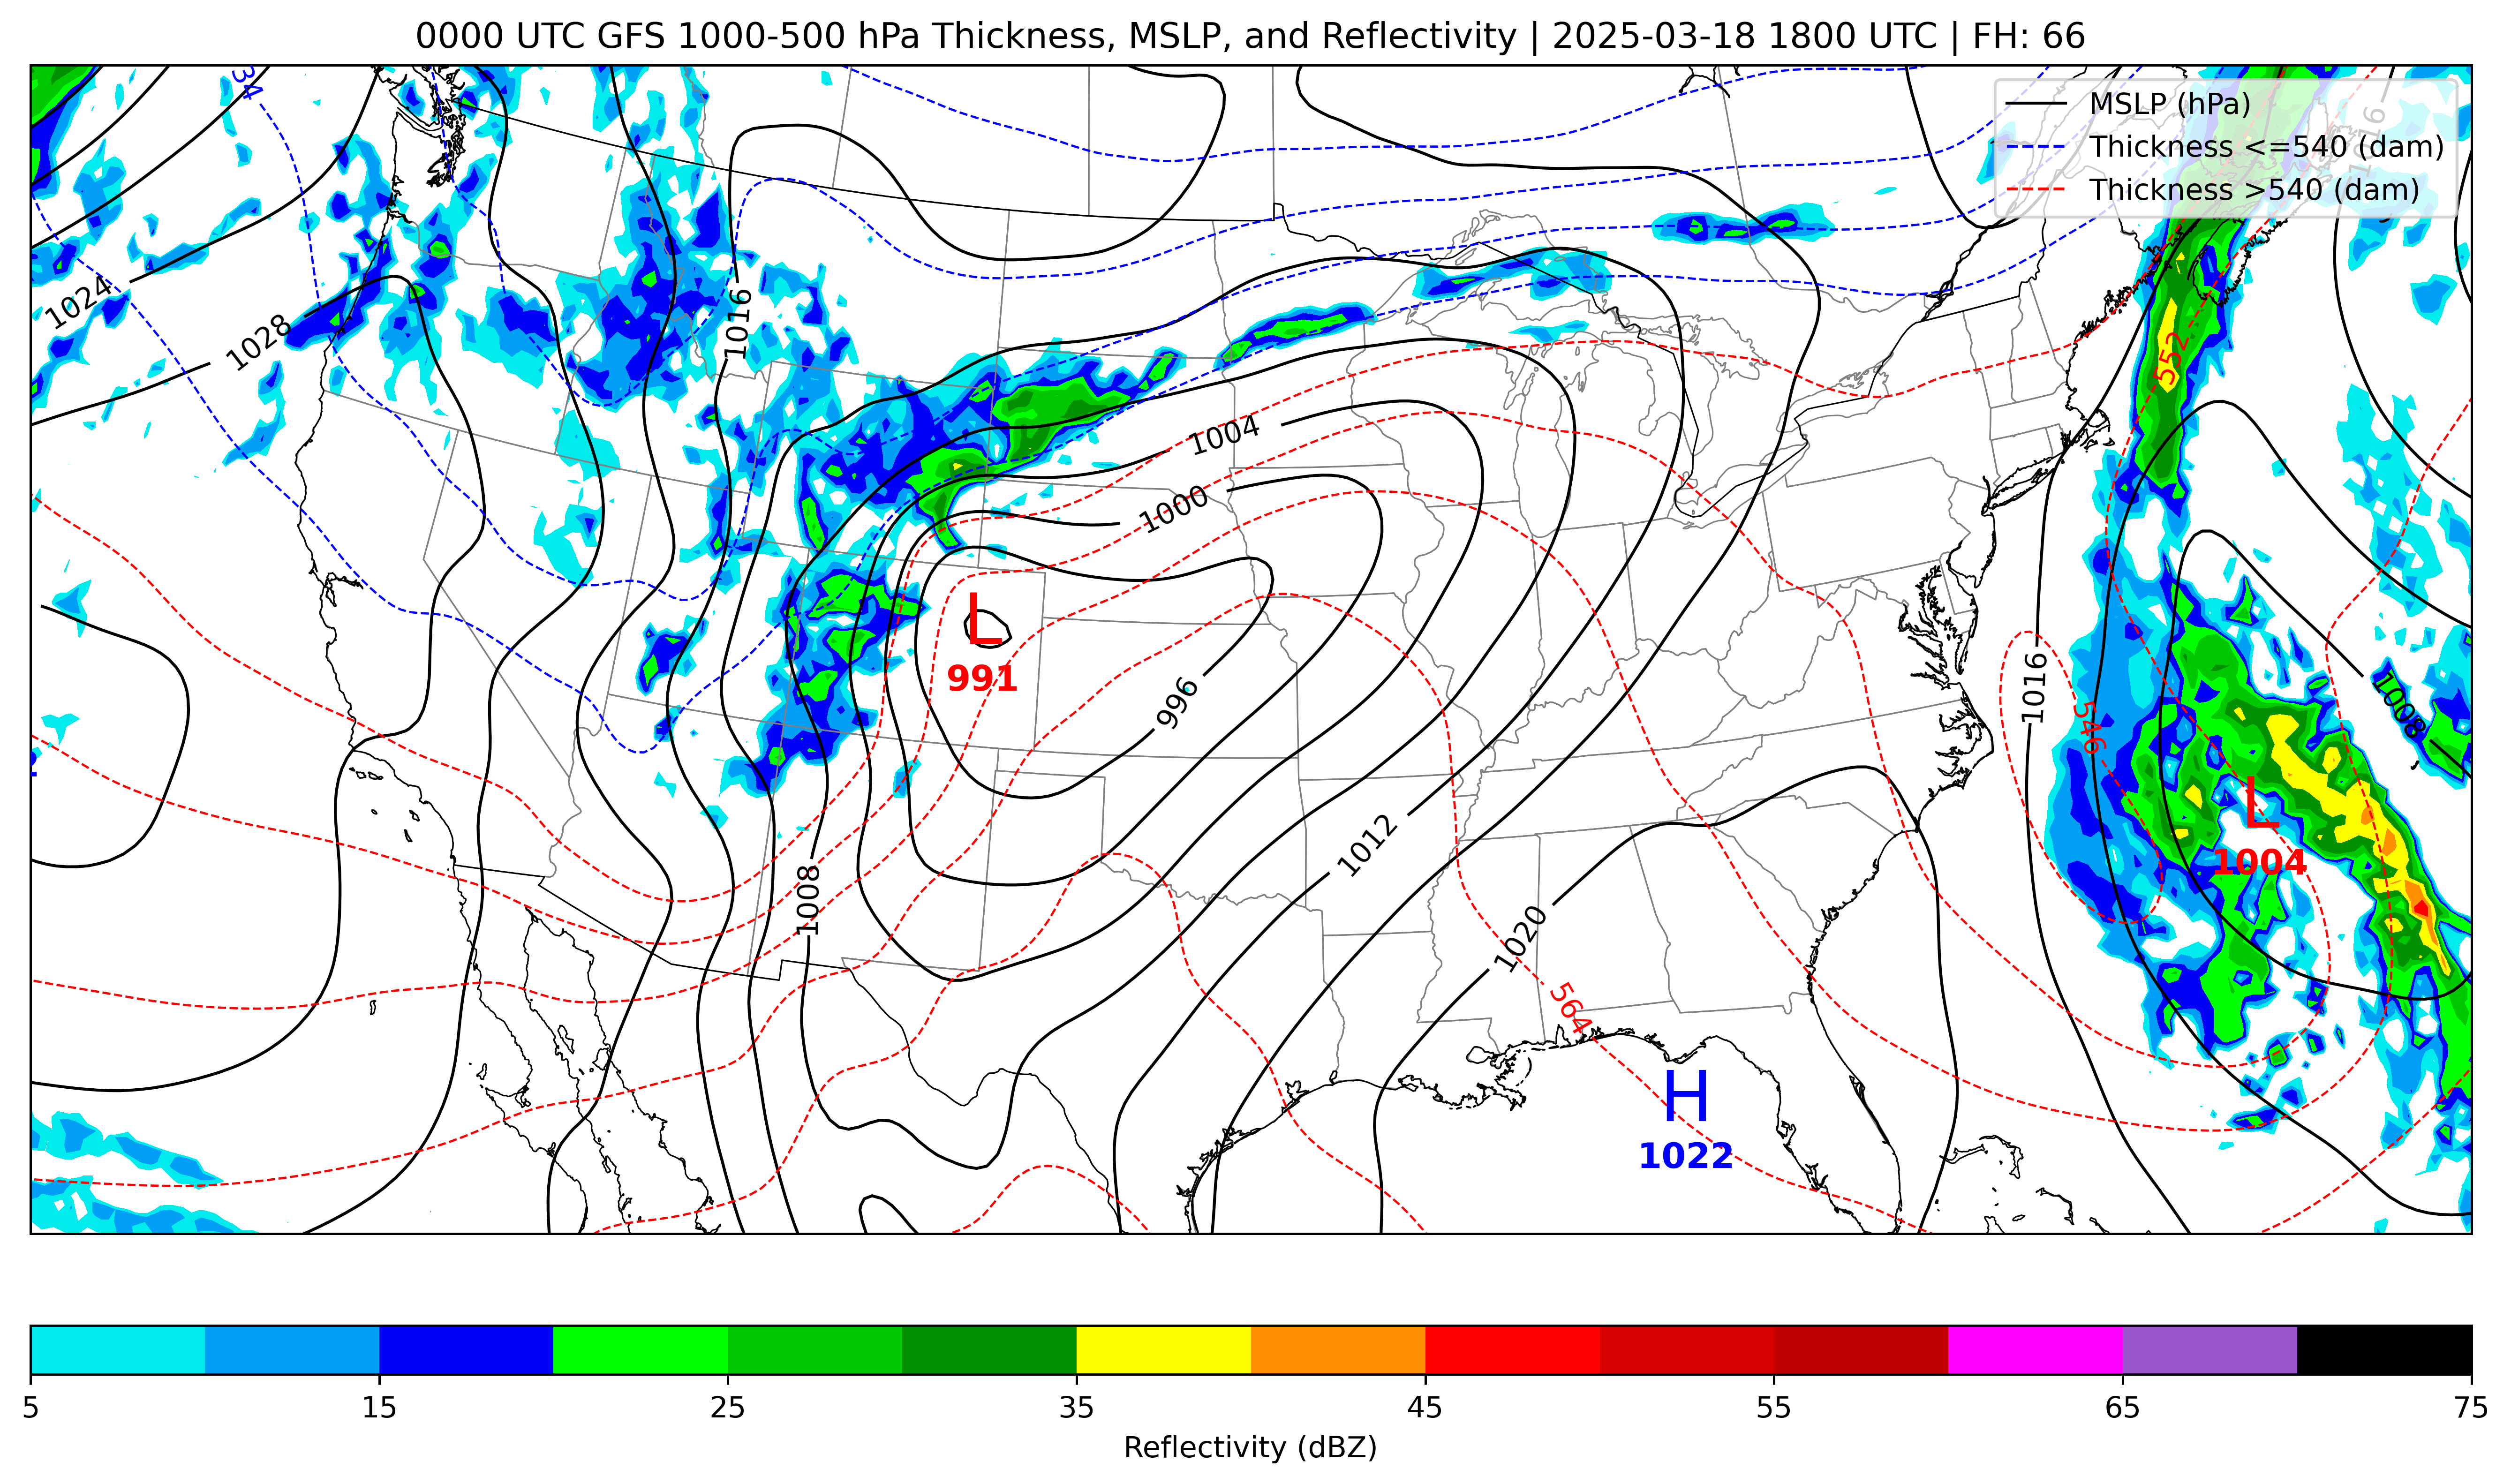 0000 UTC GFS 1000-500 hPa Thickness, MSLP, and Reflectivity | 2025-03-18 1800 UTC | FH: 66
MSLP (hPa)
Thickness <=540 (dam)
Thickness >540 (dam)
1024
1028
1016
1004
1000
552
L
991
996
1016
546
1008
L
1004
1012
1008
1020
564
H
1022
5 15 25 35 45 55 65 75
Reflectivity (dBZ)